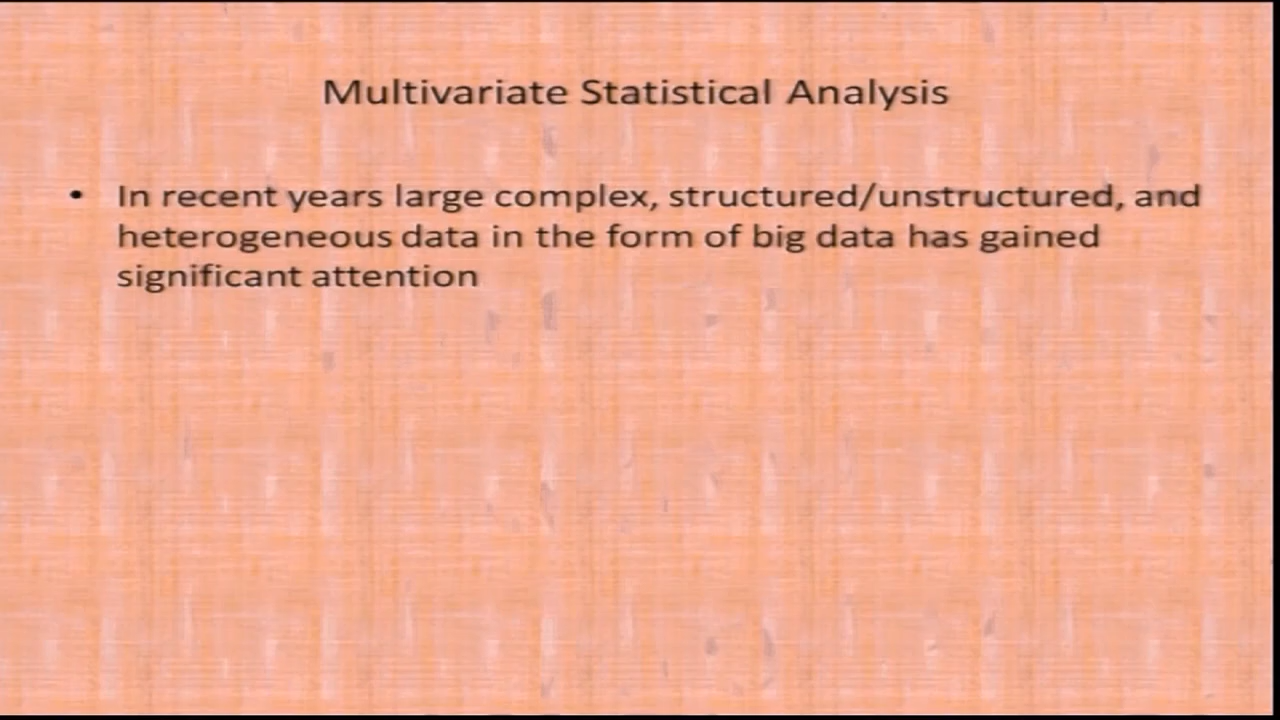 Multivariate Statistical Analysis
• In recent years large complex, structured/unstructured, and
heterogeneous data in the form of big data has gained
significant attention